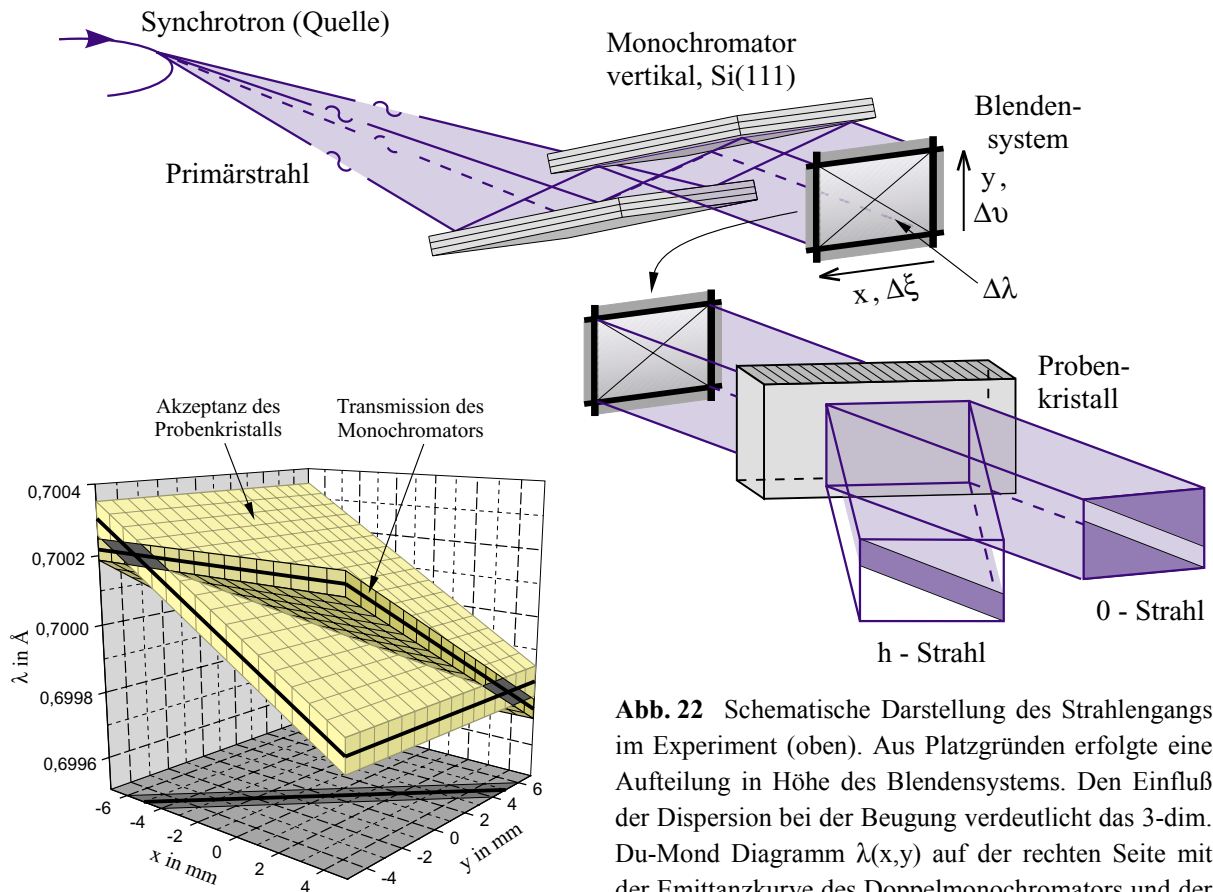 Synchrotron (Quelle)
Monochromator
vertikal, Si(111)
Blenden-
system
Primärstrahl
y ,
Δυ
x , Δξ
Δλ
Proben-
kristall
0 - Strahl
h - Strahl
Akzeptanz des
Probenkristalls
Transmission des
Monochromators
0,7004
0,7002
0,7000
0,6998
0,6996
λ in Å
-6
-4
-2
0
2
4
x in mm
-4
-2
0
2
4
6
y in mm
Abb. 22 Schematische Darstellung des Strahlengangs
im Experiment (oben). Aus Platzgründen erfolgte eine
Aufteilung in Höhe des Blendensystems. Den Einfluß
der Dispersion bei der Beugung verdeutlicht das 3-dim.
Du-Mond Diagramm λ(x,y) auf der rechten Seite mit
der Emittanzkurve des Doppelmonochromators und der